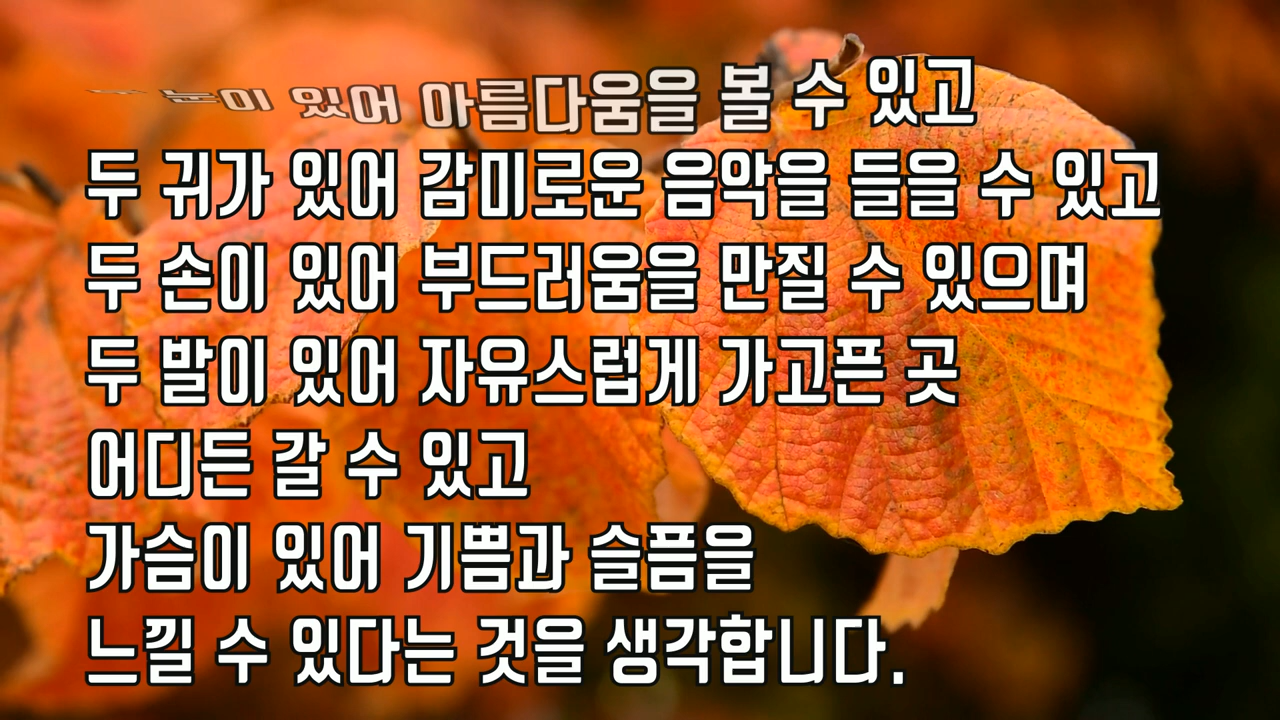 눈이 있어 아름다움을 볼 수 있고
두 귀가 있어 감미로운 음악을 들을 수 있고
두 손이 있어 부드러움을 만질 수 있으며
두 발이 있어 자유스럽게 가고픈 곳
어디든 갈 수 있고
가슴이 있어 기쁨과 슬픔을
느낄 수 있다는 것을 생각합니다.